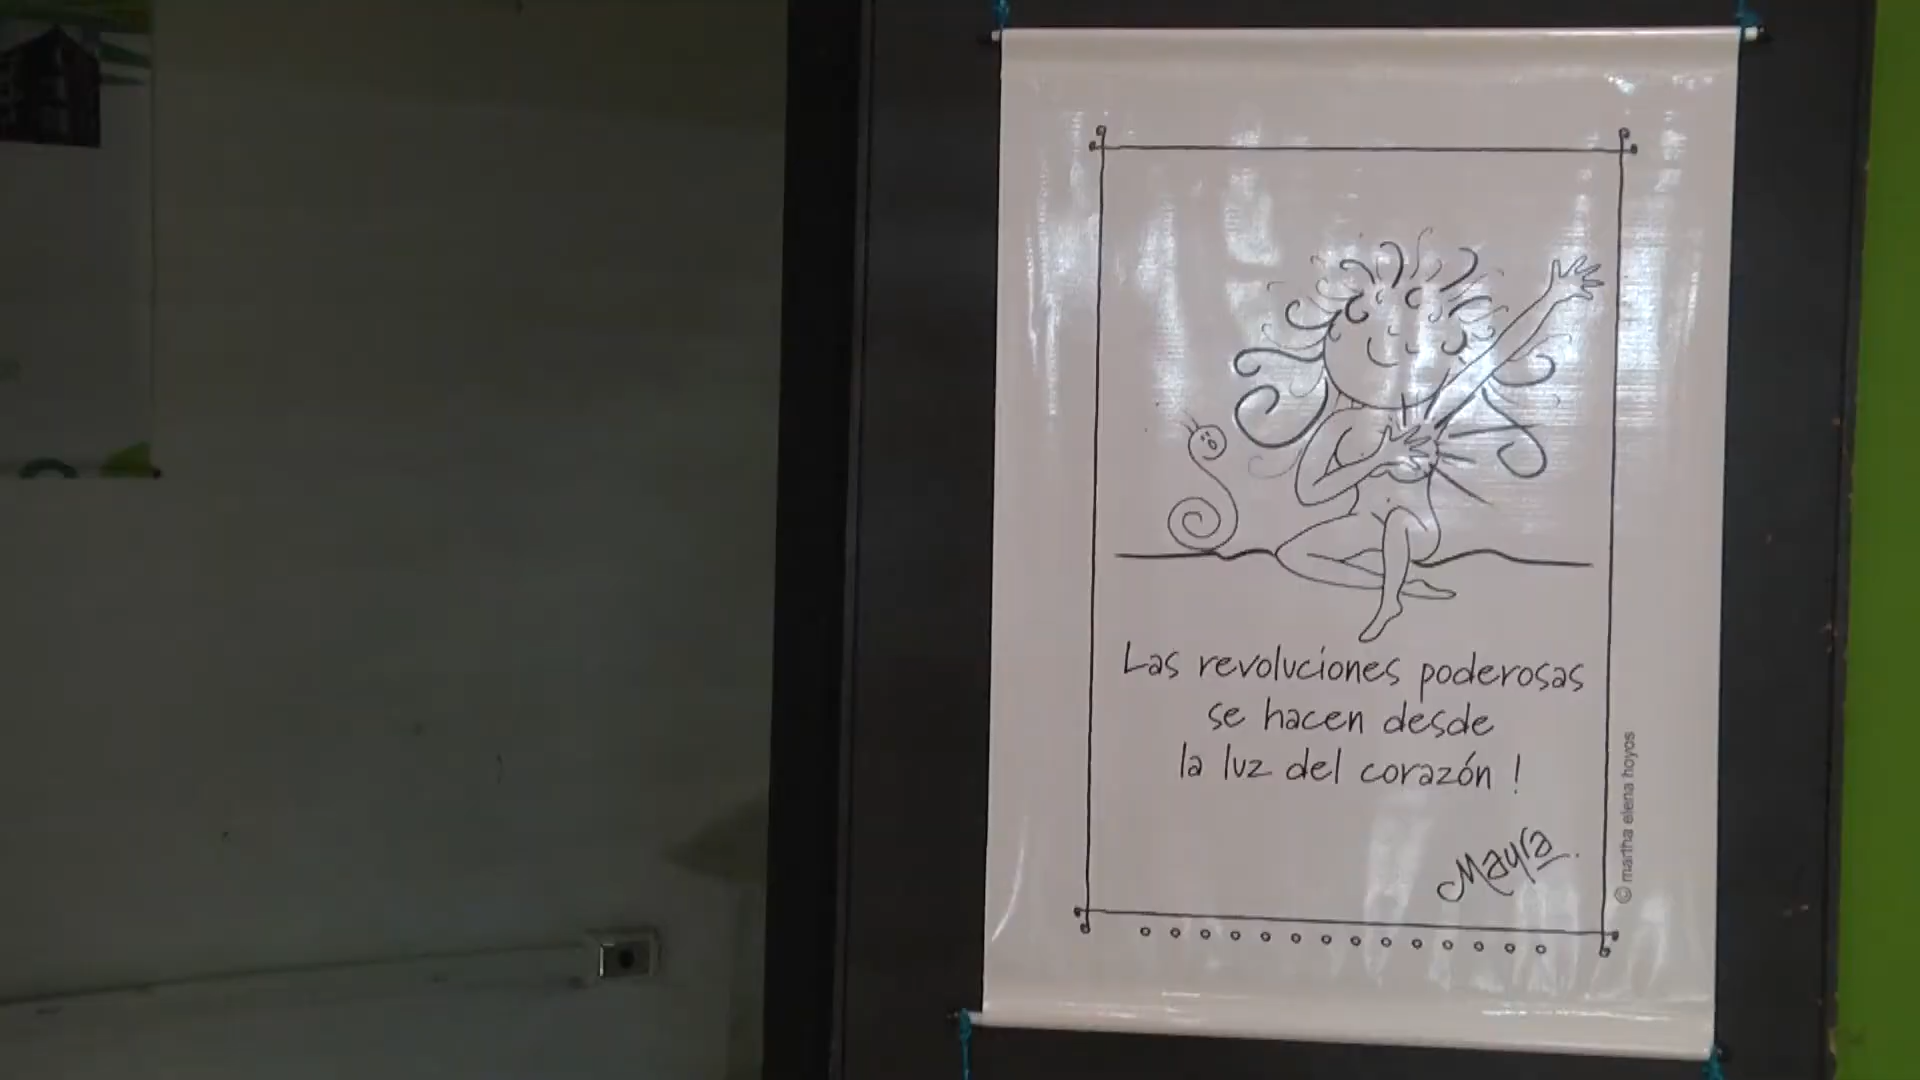 Las revoluciones poderosas
se hacen desde
la luz del corazón !
Mayra
© martha elena hoyos